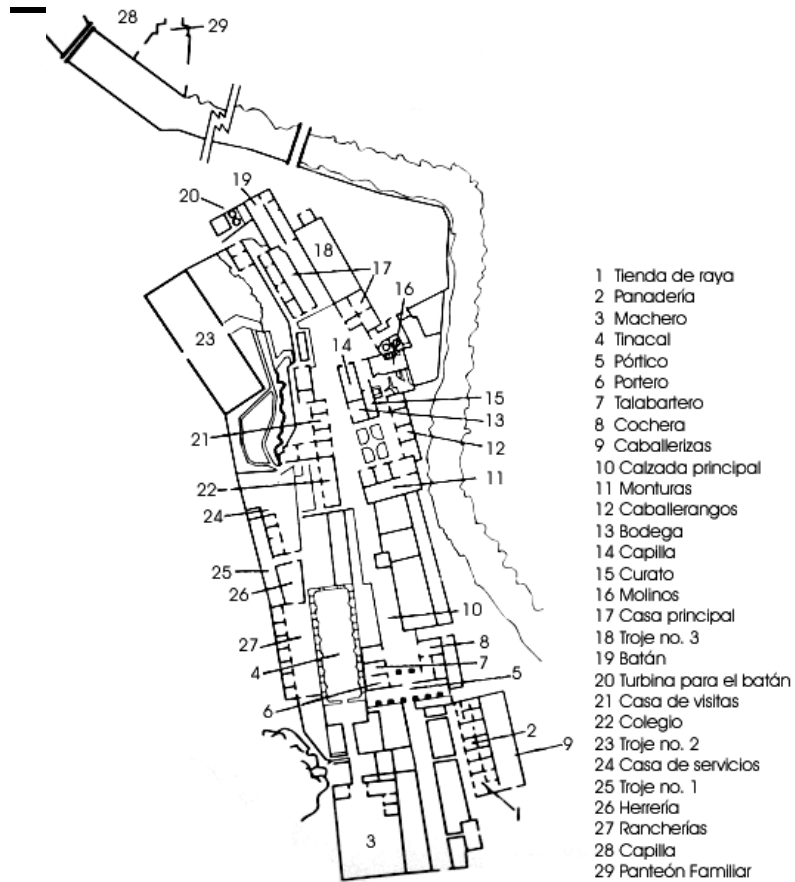 28
29
19
20
18
17
16
23
14
15
13
21
12
22
11
24
25
26
10
27
8
4
7
5
6
2
9
1
3
1 Tienda de raya
2 Panadería
3 Machero
4 Tinacal
5 Pórtico
6 Portero
7 Talabartero
8 Cochera
9 Caballerizas
10 Calzada principal
11 Monturas
12 Caballerangos
13 Bodega
14 Capilla
15 Curato
16 Molinos
17 Casa principal
18 Troje no. 3
19 Batán
20 Turbina para el batán
21 Casa de visitas
22 Colegio
23 Troje no. 2
24 Casa de servicios
25 Troje no. 1
26 Herrería
27 Rancherías
28 Capilla
29 Panteón Familiar